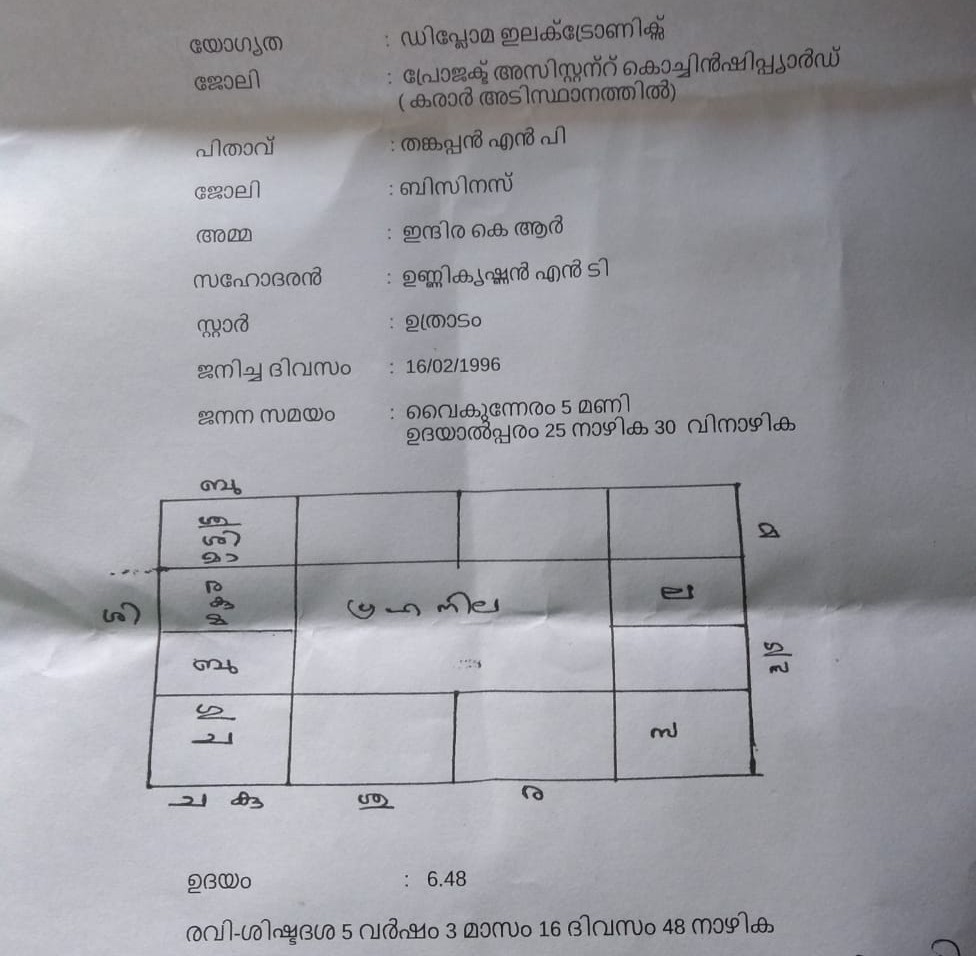 യോഗ്യത : ഡിപ്ലോമ ഇലക്ട്രോണിക്സ്
ജോലി : പ്രോജക്ട് അസിസ്റ്റന്റ് കൊച്ചിൻഷിപ്പ്യാർഡ്
(കരാർ അടിസ്ഥാനത്തിൽ)
പിതാവ് : തങ്കപ്പൻ എൻ പി
ജോലി : ബിസിനസ്
അമ്മ : ഇന്ദിര കെ ആർ
സഹോദരൻ : ഉണ്ണികൃഷ്ണൻ എൻ ടി
സ്റ്റാർ : ഉത്രാടം
ജനിച്ച ദിവസം : 16/02/1996
ജനന സമയം : വൈകുന്നേരം 5 മണി
ഉദയാൽപ്പരം 25 നാഴിക 30 വിനാഴിക
ബു
ശു
ശി
മാ
മ
ര
കു
മ
ശി
ഗ്രഹനില
ല
ബു
ഗു
ച
സ
ച കു
ശു
ര
ഉദയം : 6.48
രവി-ശിഷ്ടദശ 5 വർഷം 3 മാസം 16 ദിവസം 48 നാഴിക